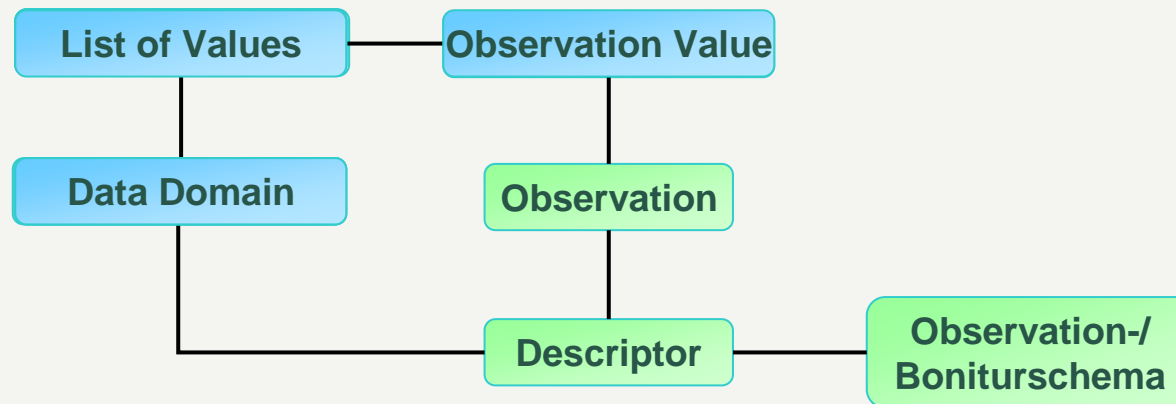 List of Values
Observation Value
Data Domain
Observation
Descriptor
Observation-/
Boniturschema